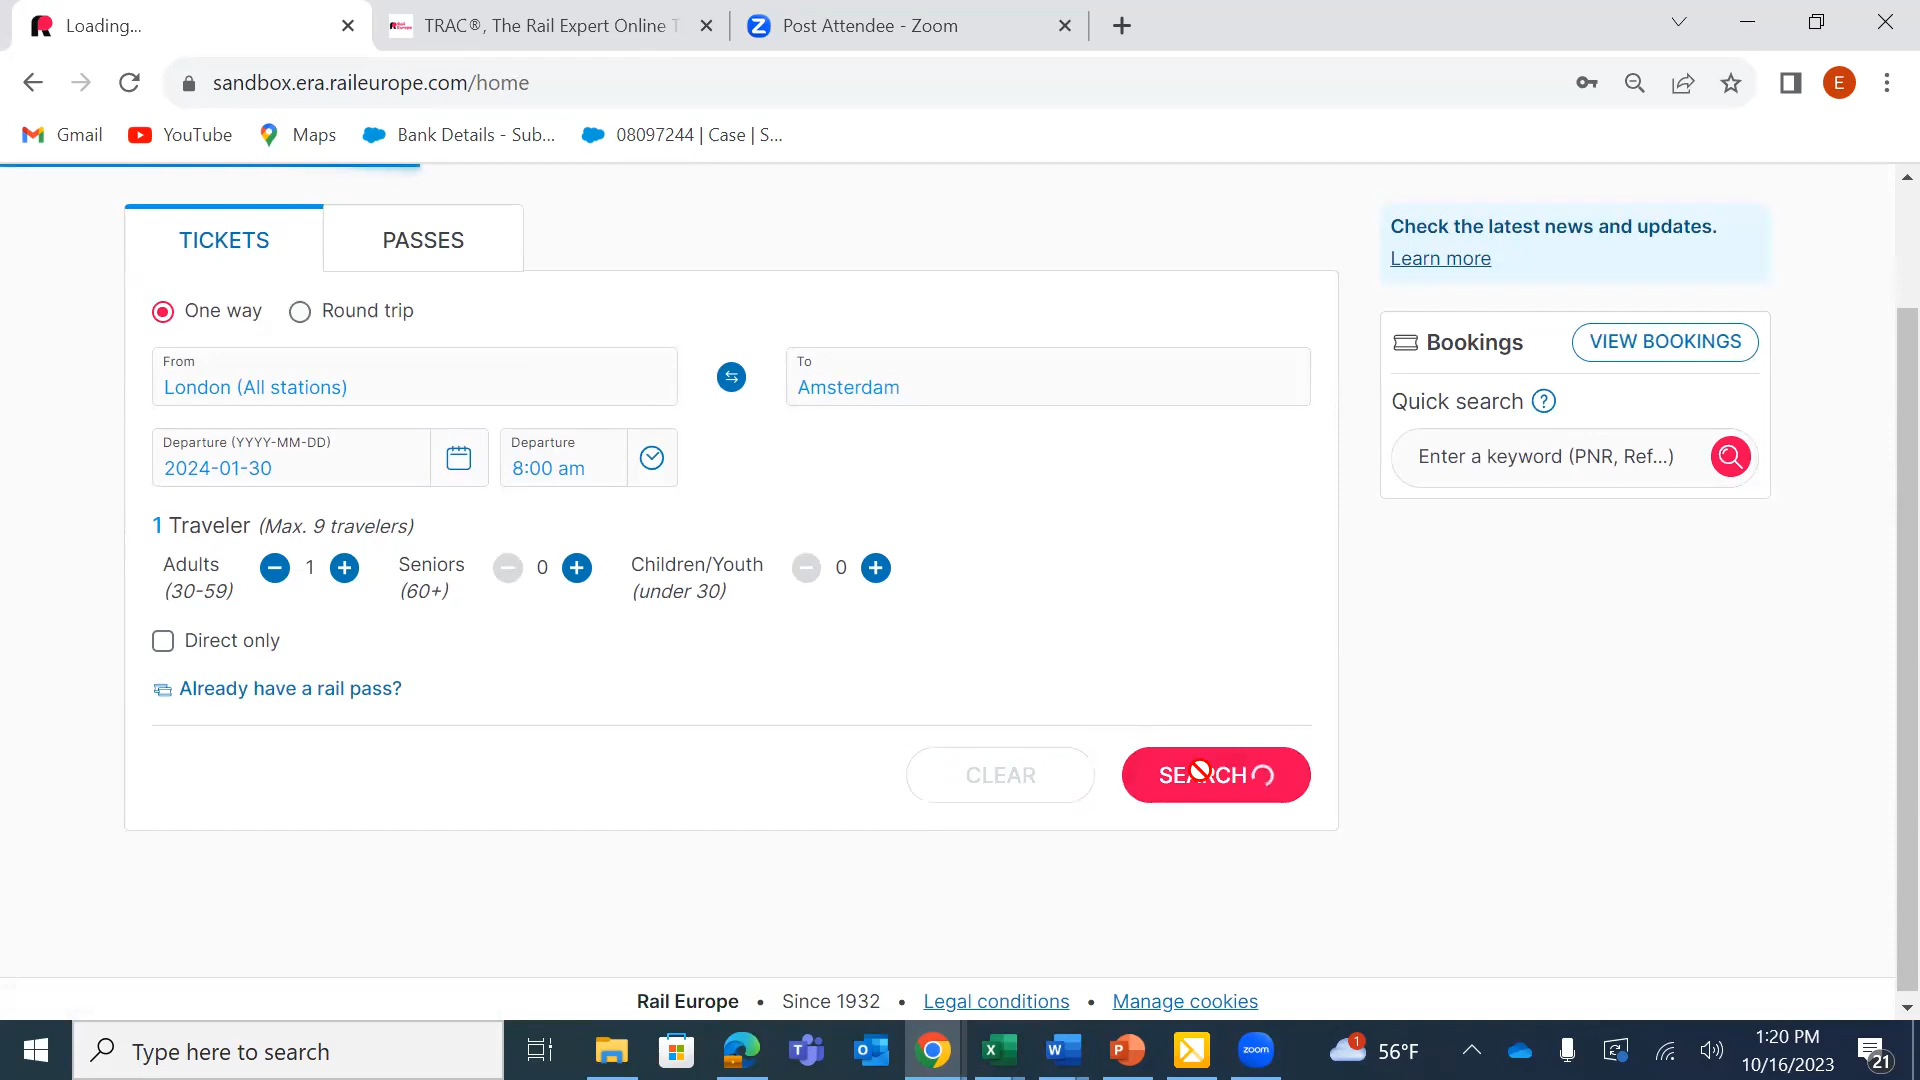 Loading...
TRAC®, The Rail Expert Online T
Post Attendee - Zoom
sandbox.era.raileurope.com/home
E
Gmail
YouTube
Maps
Bank Details - Sub...
08097244 | Case | S...
TICKETS
PASSES
Check the latest news and updates.
Learn more
One way
Round trip
From
London (All stations)
To
Amsterdam
Bookings
VIEW BOOKINGS
Quick search
Enter a keyword (PNR, Ref...)
Departure (YYYY-MM-DD)
2024-01-30
Departure
8:00 am
1 Traveler (Max. 9 travelers)
Adults
(30-59)
1
Seniors
(60+)
0
Children/Youth
(under 30)
0
Direct only
Already have a rail pass?
CLEAR
SEARCH
Rail Europe • Since 1932 • Legal conditions • Manage cookies
Type here to search
zoom
1
56°F
1:20 PM
10/16/2023
21